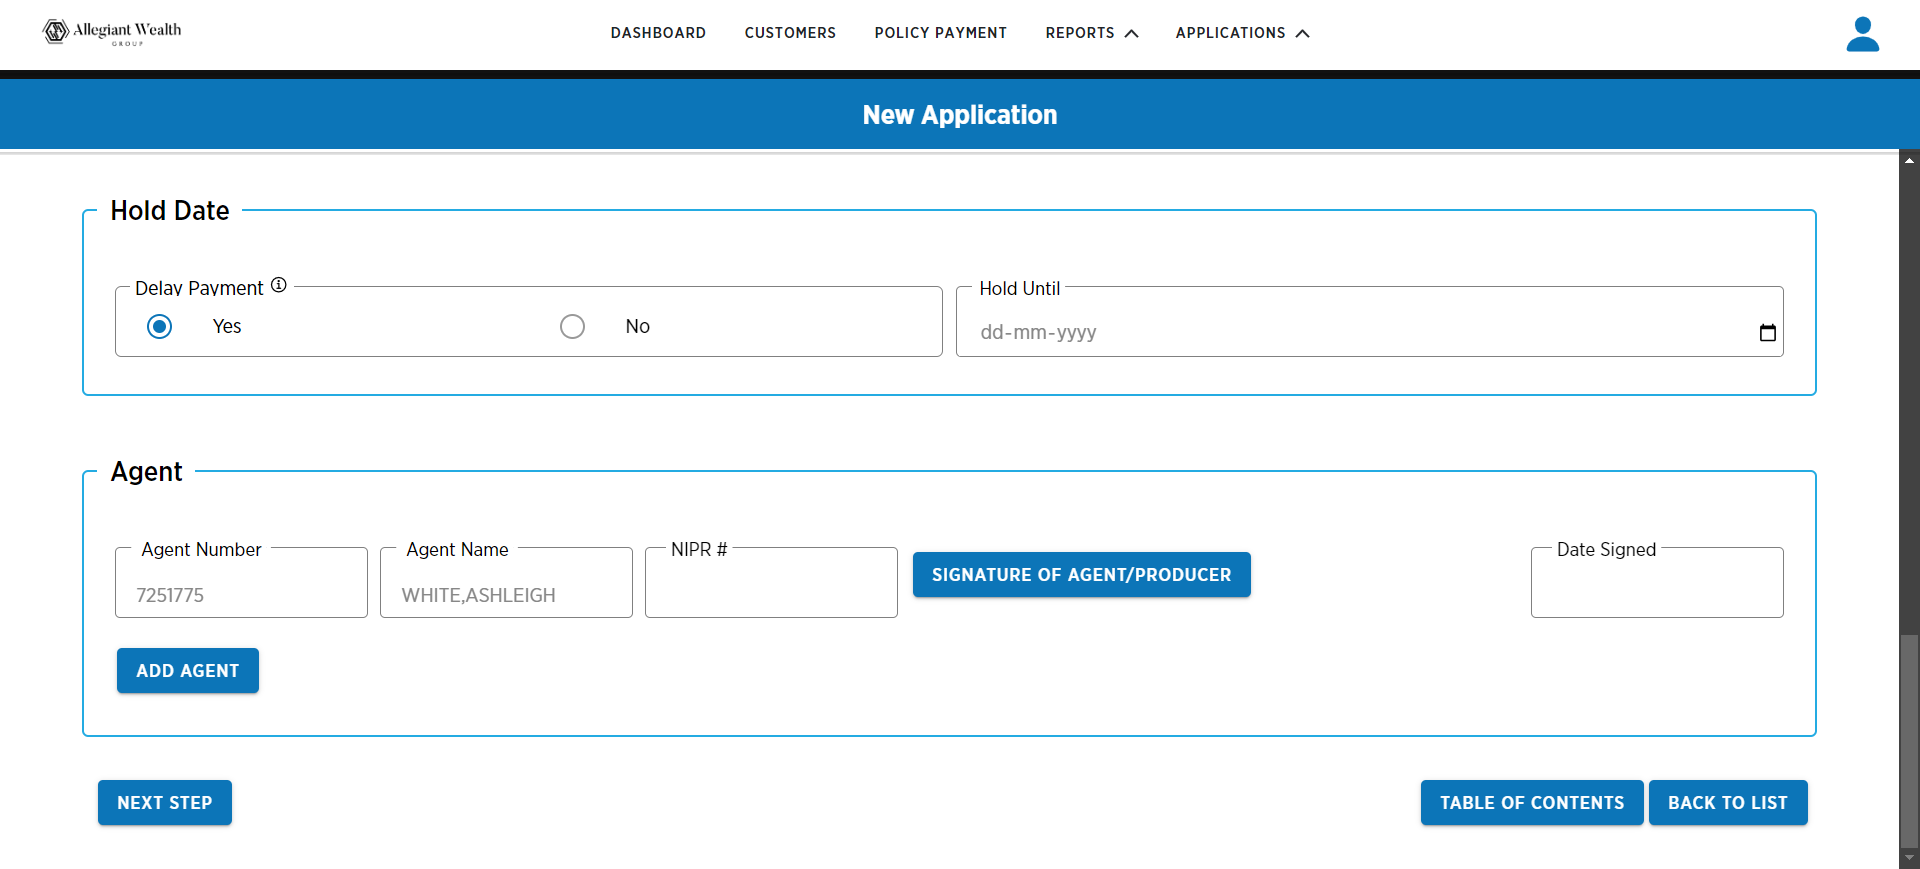 Allegiant Wealth
GROUP
DASHBOARD CUSTOMERS POLICY PAYMENT REPORTS APPLICATIONS
New Application
Hold Date
Delay Payment
Yes No
Hold Until
dd-mm-yyyy
Agent
Agent Number
7251775
Agent Name
WHITE,ASHLEIGH
NIPR #
SIGNATURE OF AGENT/PRODUCER
Date Signed
ADD AGENT
NEXT STEP
TABLE OF CONTENTS
BACK TO LIST